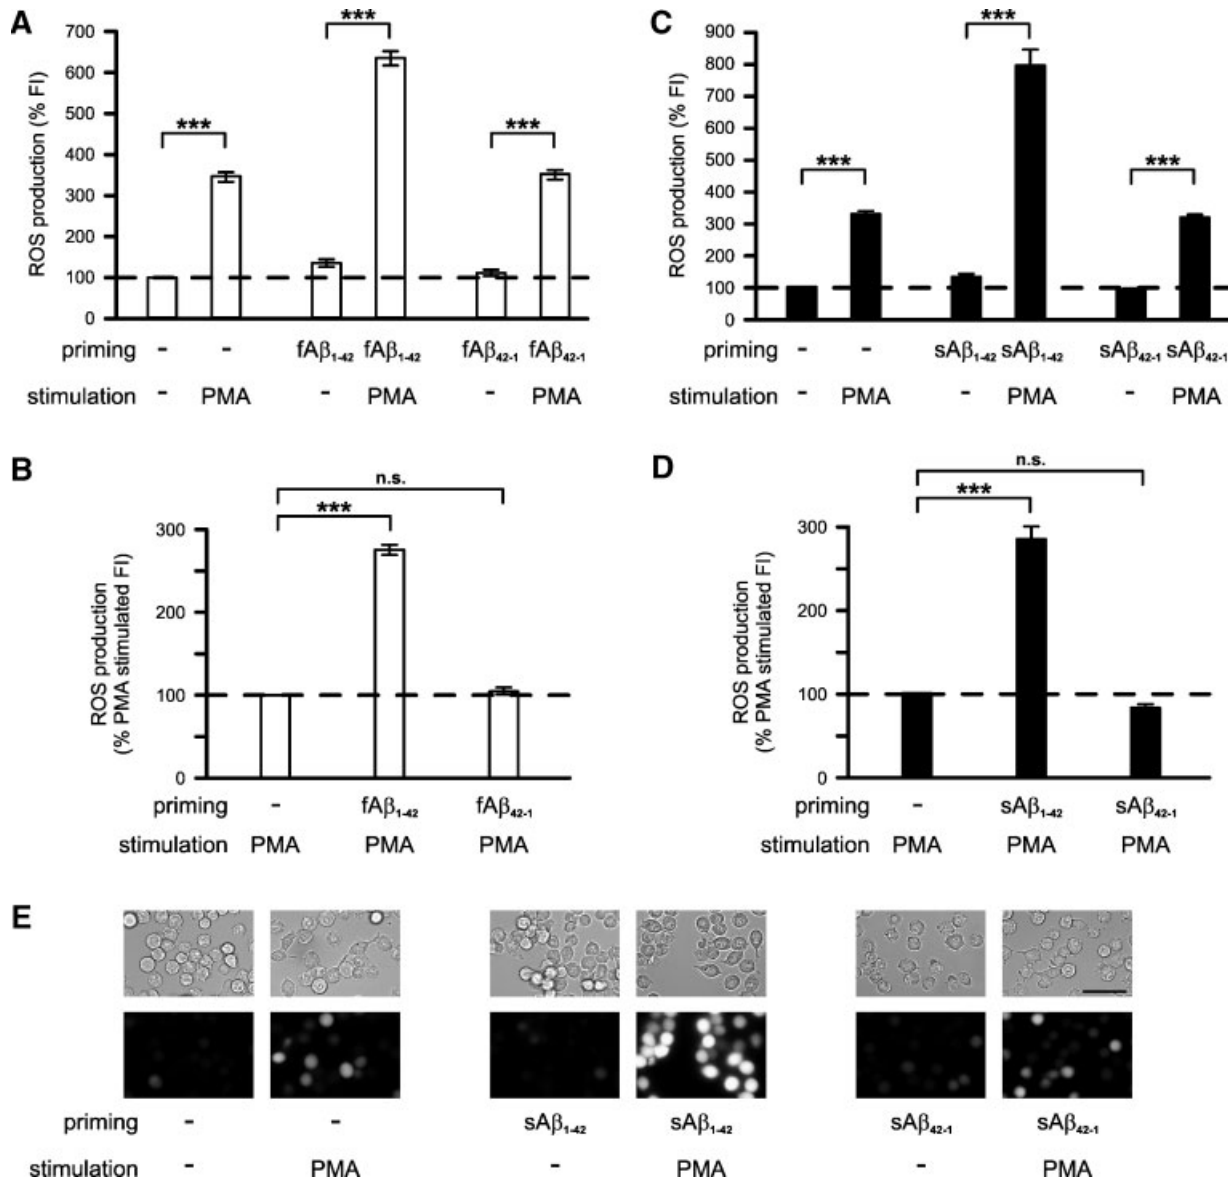 A
ROS production (% FI)
700
600
500
400
300
200
100
0
***
***
***
priming - - fAβ1-42 fAβ1-42 fAβ42-1 fAβ42-1
stimulation - PMA - PMA - PMA
C
ROS production (% FI)
900
800
700
600
500
400
300
200
100
0
***
***
***
priming - - sAβ1-42 sAβ1-42 sAβ42-1 sAβ42-1
stimulation - PMA - PMA - PMA
B
ROS production
(% PMA stimulated FI)
300
200
100
0
n.s.
***
priming - fAβ1-42 fAβ42-1
stimulation PMA PMA PMA
D
ROS production
(% PMA stimulated FI)
300
200
100
0
n.s.
***
priming - sAβ1-42 sAβ42-1
stimulation PMA PMA PMA
E
priming - - sAβ1-42 sAβ1-42 sAβ42-1 sAβ42-1
stimulation - PMA - PMA - PMA